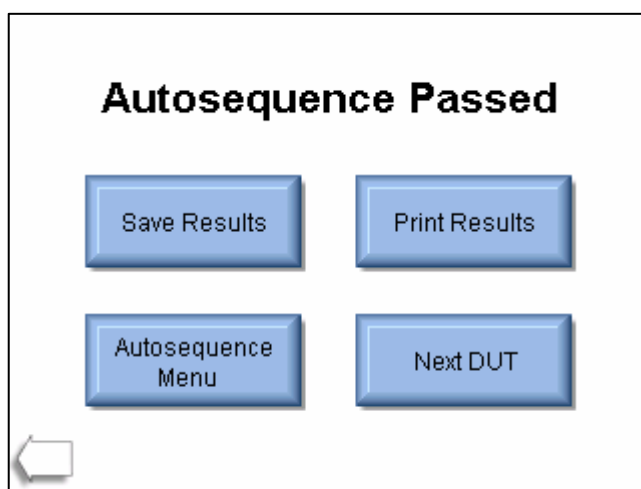 Autosequence Passed
Save Results
Print Results
Autosequence
Menu
Next DUT